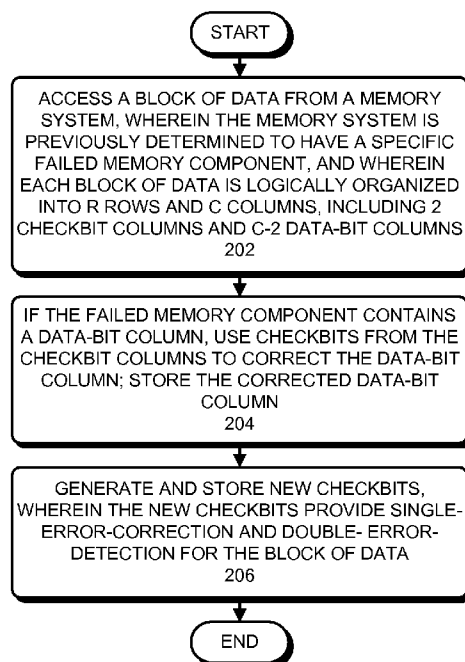 START
ACCESS A BLOCK OF DATA FROM A MEMORY
SYSTEM, WHEREIN THE MEMORY SYSTEM IS
PREVIOUSLY DETERMINED TO HAVE A SPECIFIC
FAILED MEMORY COMPONENT, AND WHEREIN
EACH BLOCK OF DATA IS LOGICALLY ORGANIZED
INTO R ROWS AND C COLUMNS, INCLUDING 2
CHECKBIT COLUMNS AND C-2 DATA-BIT COLUMNS
202
IF THE FAILED MEMORY COMPONENT CONTAINS
A DATA-BIT COLUMN, USE CHECKBITS FROM THE
CHECKBIT COLUMNS TO CORRECT THE DATA-BIT
COLUMN; STORE THE CORRECTED DATA-BIT
COLUMN
204
GENERATE AND STORE NEW CHECKBITS,
WHEREIN THE NEW CHECKBITS PROVIDE SINGLE-
ERROR-CORRECTION AND DOUBLE- ERROR-
DETECTION FOR THE BLOCK OF DATA
206
END